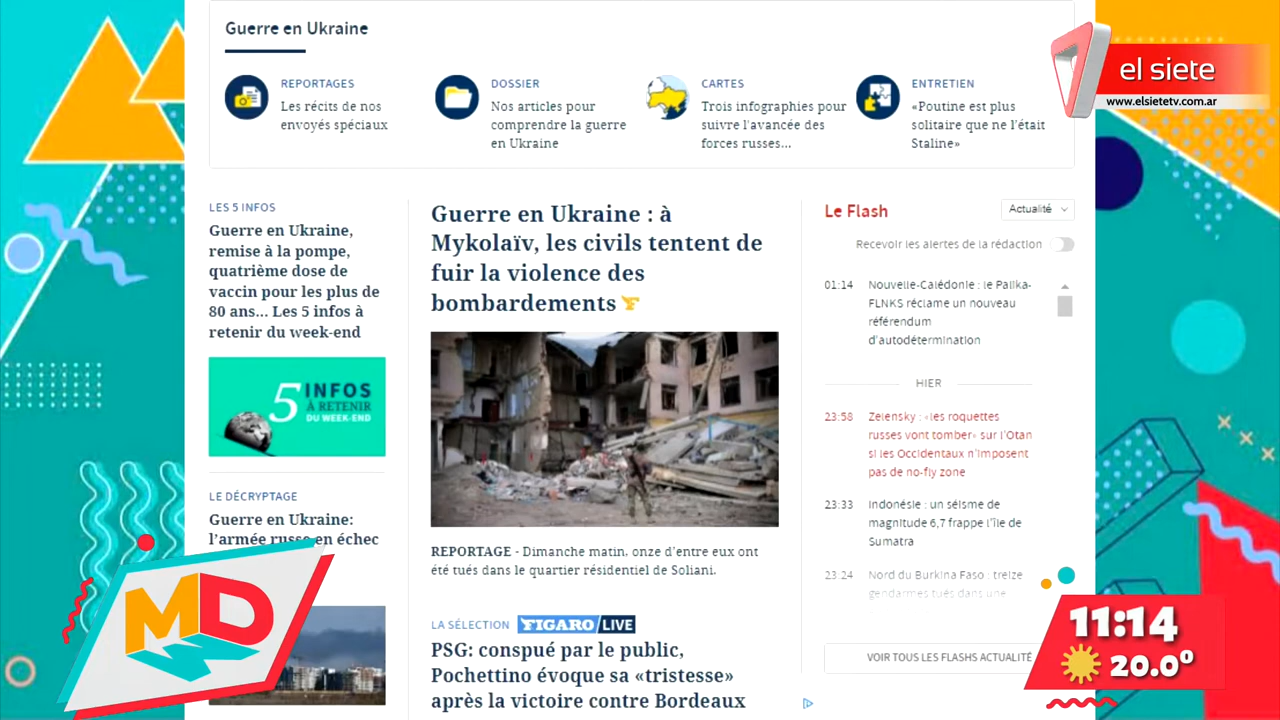 Guerre en Ukraine
REPORTAGES
Les récits de nos
envoyés spéciaux
DOSSIER
Nos articles pour
comprendre la guerre
en Ukraine
CARTES
Trois infographies pour
suivre l'avancée des
forces russes...
ENTRETIEN
«Poutine est plus
solitaire que ne l'était
Staline»
el siete
www.elsietetv.com.ar
LES 5 INFOS
Guerre en Ukraine,
remise à la pompe,
quatrième dose de
vaccin pour les plus de
80 ans... Les 5 infos à
retenir du week-end
5 INFOS
À RETENIR
DU WEEK-END
LE DÉCRYPTAGE
Guerre en Ukraine:
l'armée russe en échec
Guerre en Ukraine : à
Mykolaïv, les civils tentent de
fuir la violence des
bombardements
REPORTAGE - Dimanche matin, onze d'entre eux ont
été tués dans le quartier résidentiel de Soliani.
LA SÉLECTION FIGARO LIVE
PSG: conspué par le public,
Pochettino évoque sa «tristesse»
après la victoire contre Bordeaux
Le Flash
Actualité
Recevoir les alertes de la rédaction
01:14 Nouvelle-Calédonie : le Palika-
FLNKS réclame un nouveau
référendum
d'autodétermination
HIER
23:58 Zelensky : «les roquettes
russes vont tomber» sur l'Otan
si les Occidentaux n'imposent
pas de no-fly zone
23:33 Indonésie : un séisme de
magnitude 6,7 frappe l'île de
Sumatra
23:24 Nord du Burkina Faso : treize
gendarmes tués dans une
VOIR TOUS LES FLASHS ACTUALITÉ
MD
11:14
20.0º